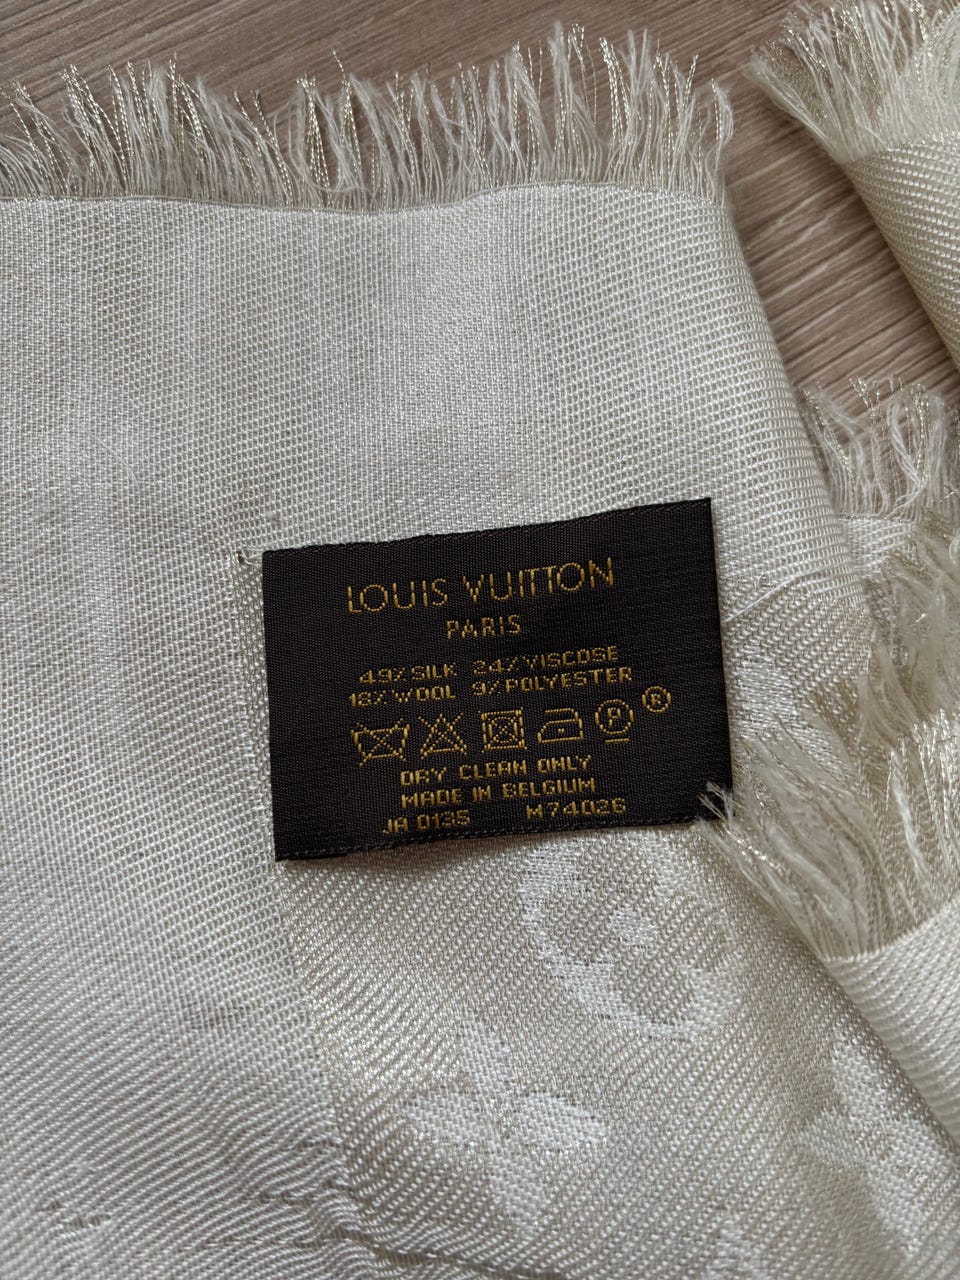 LOUIS VUITTON
PARIS
49% SILK 24% VISCOSE
18% WOOL 9% POLYESTER
P ®
DRY CLEAN ONLY
MADE IN BELGIUM
JA 0135 M74026